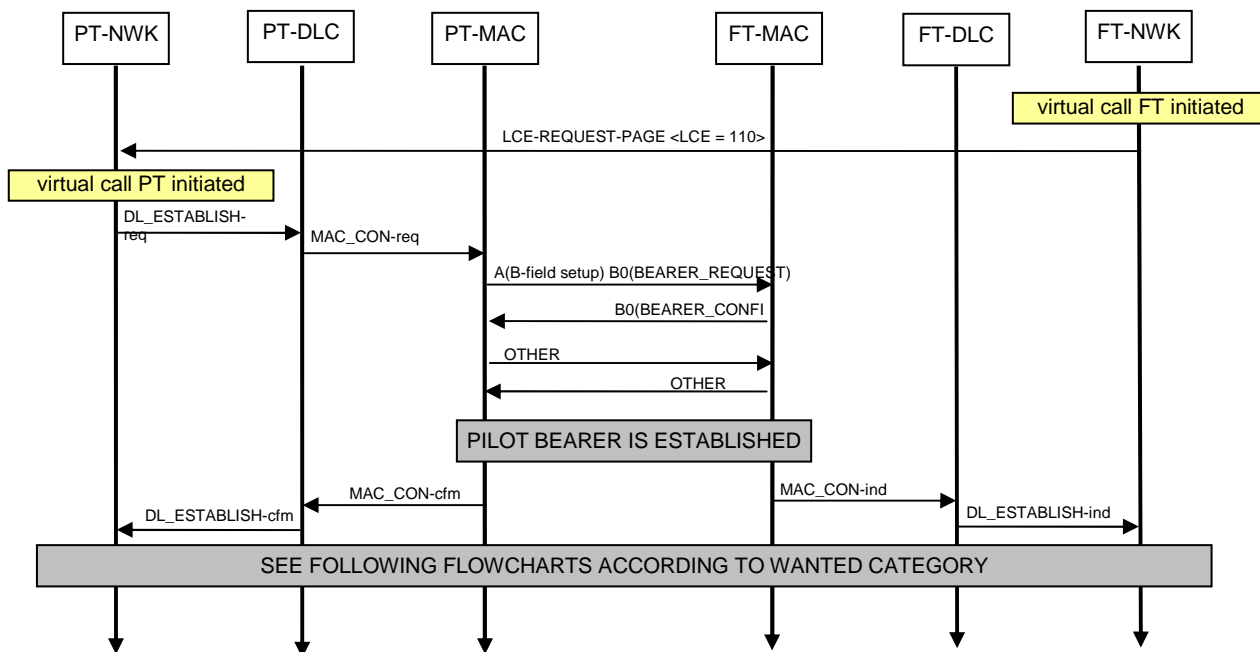 PT-NWK
PT-DLC
PT-MAC
FT-MAC
FT-DLC
FT-NWK
virtual call FT initiated
LCE-REQUEST-PAGE <LCE = 110>
virtual call PT initiated
DL_ESTABLISH-
req
MAC_CON-req
A(B-field setup) B0(BEARER_REQUEST)
B0(BEARER_CONFI
OTHER
OTHER
PILOT BEARER IS ESTABLISHED
MAC_CON-cfm
MAC_CON-ind
DL_ESTABLISH-cfm
DL_ESTABLISH-ind
SEE FOLLOWING FLOWCHARTS ACCORDING TO WANTED CATEGORY